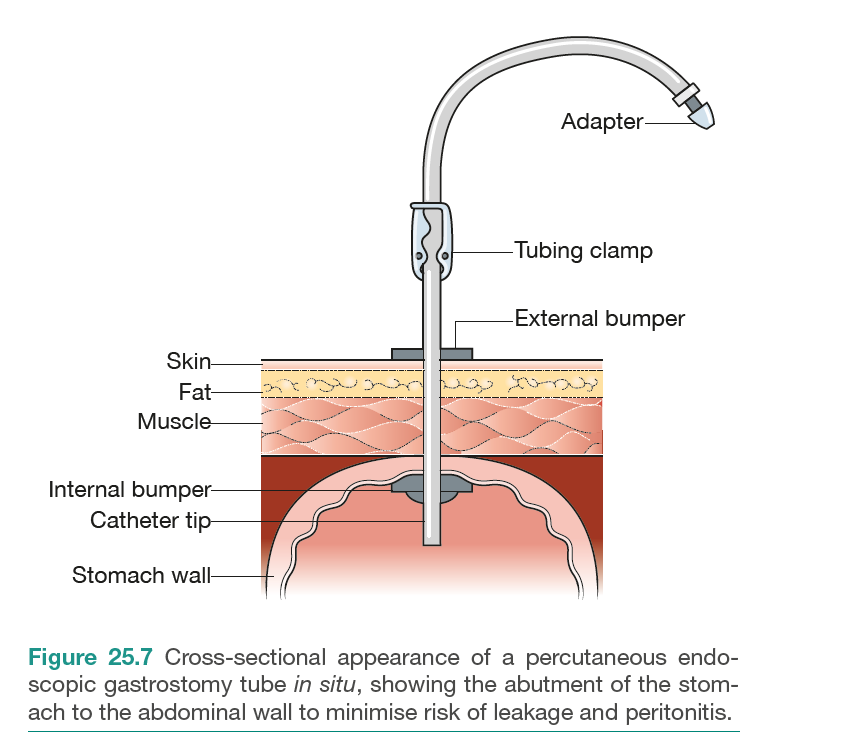 Adapter
Tubing clamp
External bumper
Skin
Fat
Muscle
Internal bumper
Catheter tip
Stomach wall
Figure 25.7 Cross-sectional appearance of a percutaneous endo-
scopic gastrostomy tube in situ, showing the abutment of the stom-
ach to the abdominal wall to minimise risk of leakage and peritonitis.